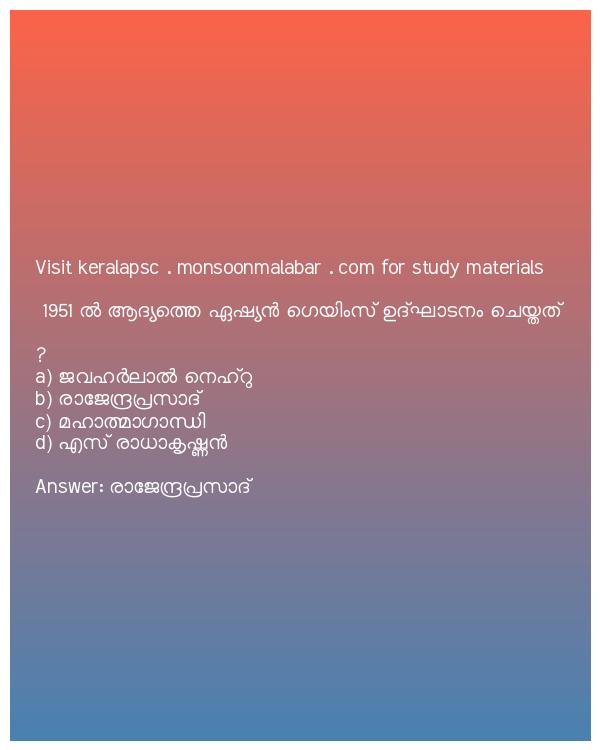 Visit keralapsc . monsoonmalabar . com for study materials
1951 ൽ ആദ്യത്തെ ഏഷ്യൻ ഗെയിംസ് ഉദ്ഘാടനം ചെയ്തത്
?
a) ജവഹർലാൽ നെഹ്റു
b) രാജേന്ദ്രപ്രസാദ്
c) മഹാത്മാഗാന്ധി
d) എസ് രാധാകൃഷ്ണൻ
Answer: രാജേന്ദ്രപ്രസാദ്